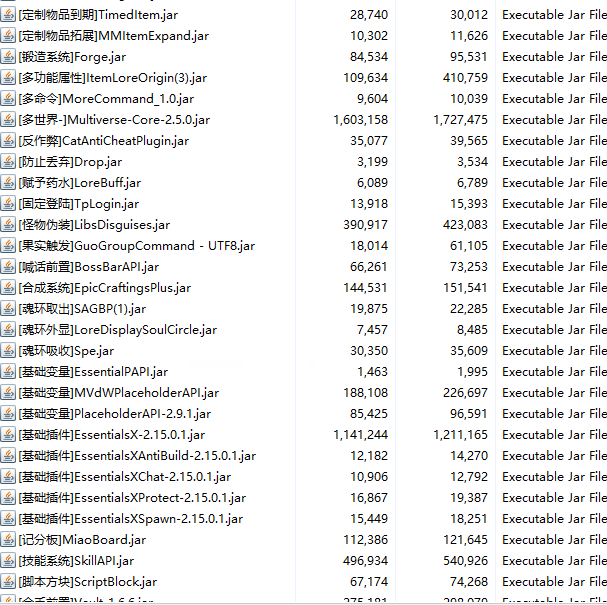 [定制物品到期]TimedItem.jar 28,740 30,012 Executable Jar File
[定制物品拓展]MMItemExpand.jar 10,302 11,626 Executable Jar File
[锻造系统]Forge.jar 84,534 95,531 Executable Jar File
[多功能属性]ItemLoreOrigin(3).jar 109,634 410,759 Executable Jar File
[多命令]MoreCommand_1.0.jar 9,604 10,039 Executable Jar File
[多世界-]Multiverse-Core-2.5.0.jar 1,603,158 1,727,475 Executable Jar File
[反作弊]CatAntiCheatPlugin.jar 35,077 39,565 Executable Jar File
[防止丢弃]Drop.jar 3,199 3,534 Executable Jar File
[赋予药水]LoreBuff.jar 6,089 6,789 Executable Jar File
[固定登陆]TpLogin.jar 13,918 15,393 Executable Jar File
[怪物伪装]LibsDisguises.jar 390,917 423,083 Executable Jar File
[果实触发]GuoGroupCommand - UTF8.jar 18,014 61,105 Executable Jar File
[喊话前置]BossBarAPI.jar 66,261 73,253 Executable Jar File
[合成系统]EpicCraftingsPlus.jar 144,531 151,541 Executable Jar File
[魂环取出]SAGBP(1).jar 19,875 22,285 Executable Jar File
[魂环外显]LoreDisplaySoulCircle.jar 7,457 8,485 Executable Jar File
[魂环吸收]Spe.jar 30,350 35,609 Executable Jar File
[基础变量]EssentialPAPI.jar 1,463 1,995 Executable Jar File
[基础变量]MVdWPlaceholderAPI.jar 188,108 226,697 Executable Jar File
[基础变量]PlaceholderAPI-2.9.1.jar 85,425 96,591 Executable Jar File
[基础插件]EssentialsX-2.15.0.1.jar 1,141,244 1,211,165 Executable Jar File
[基础插件]EssentialsXAntiBuild-2.15.0.1.jar 12,182 14,270 Executable Jar File
[基础插件]EssentialsXChat-2.15.0.1.jar 10,906 12,792 Executable Jar File
[基础插件]EssentialsXProtect-2.15.0.1.jar 16,867 19,387 Executable Jar File
[基础插件]EssentialsXSpawn-2.15.0.1.jar 15,449 18,251 Executable Jar File
[记分板]MiaoBoard.jar 112,386 121,645 Executable Jar File
[技能系统]SkillAPI.jar 496,934 540,926 Executable Jar File
[脚本方块]ScriptBlock.jar 67,174 74,268 Executable Jar File